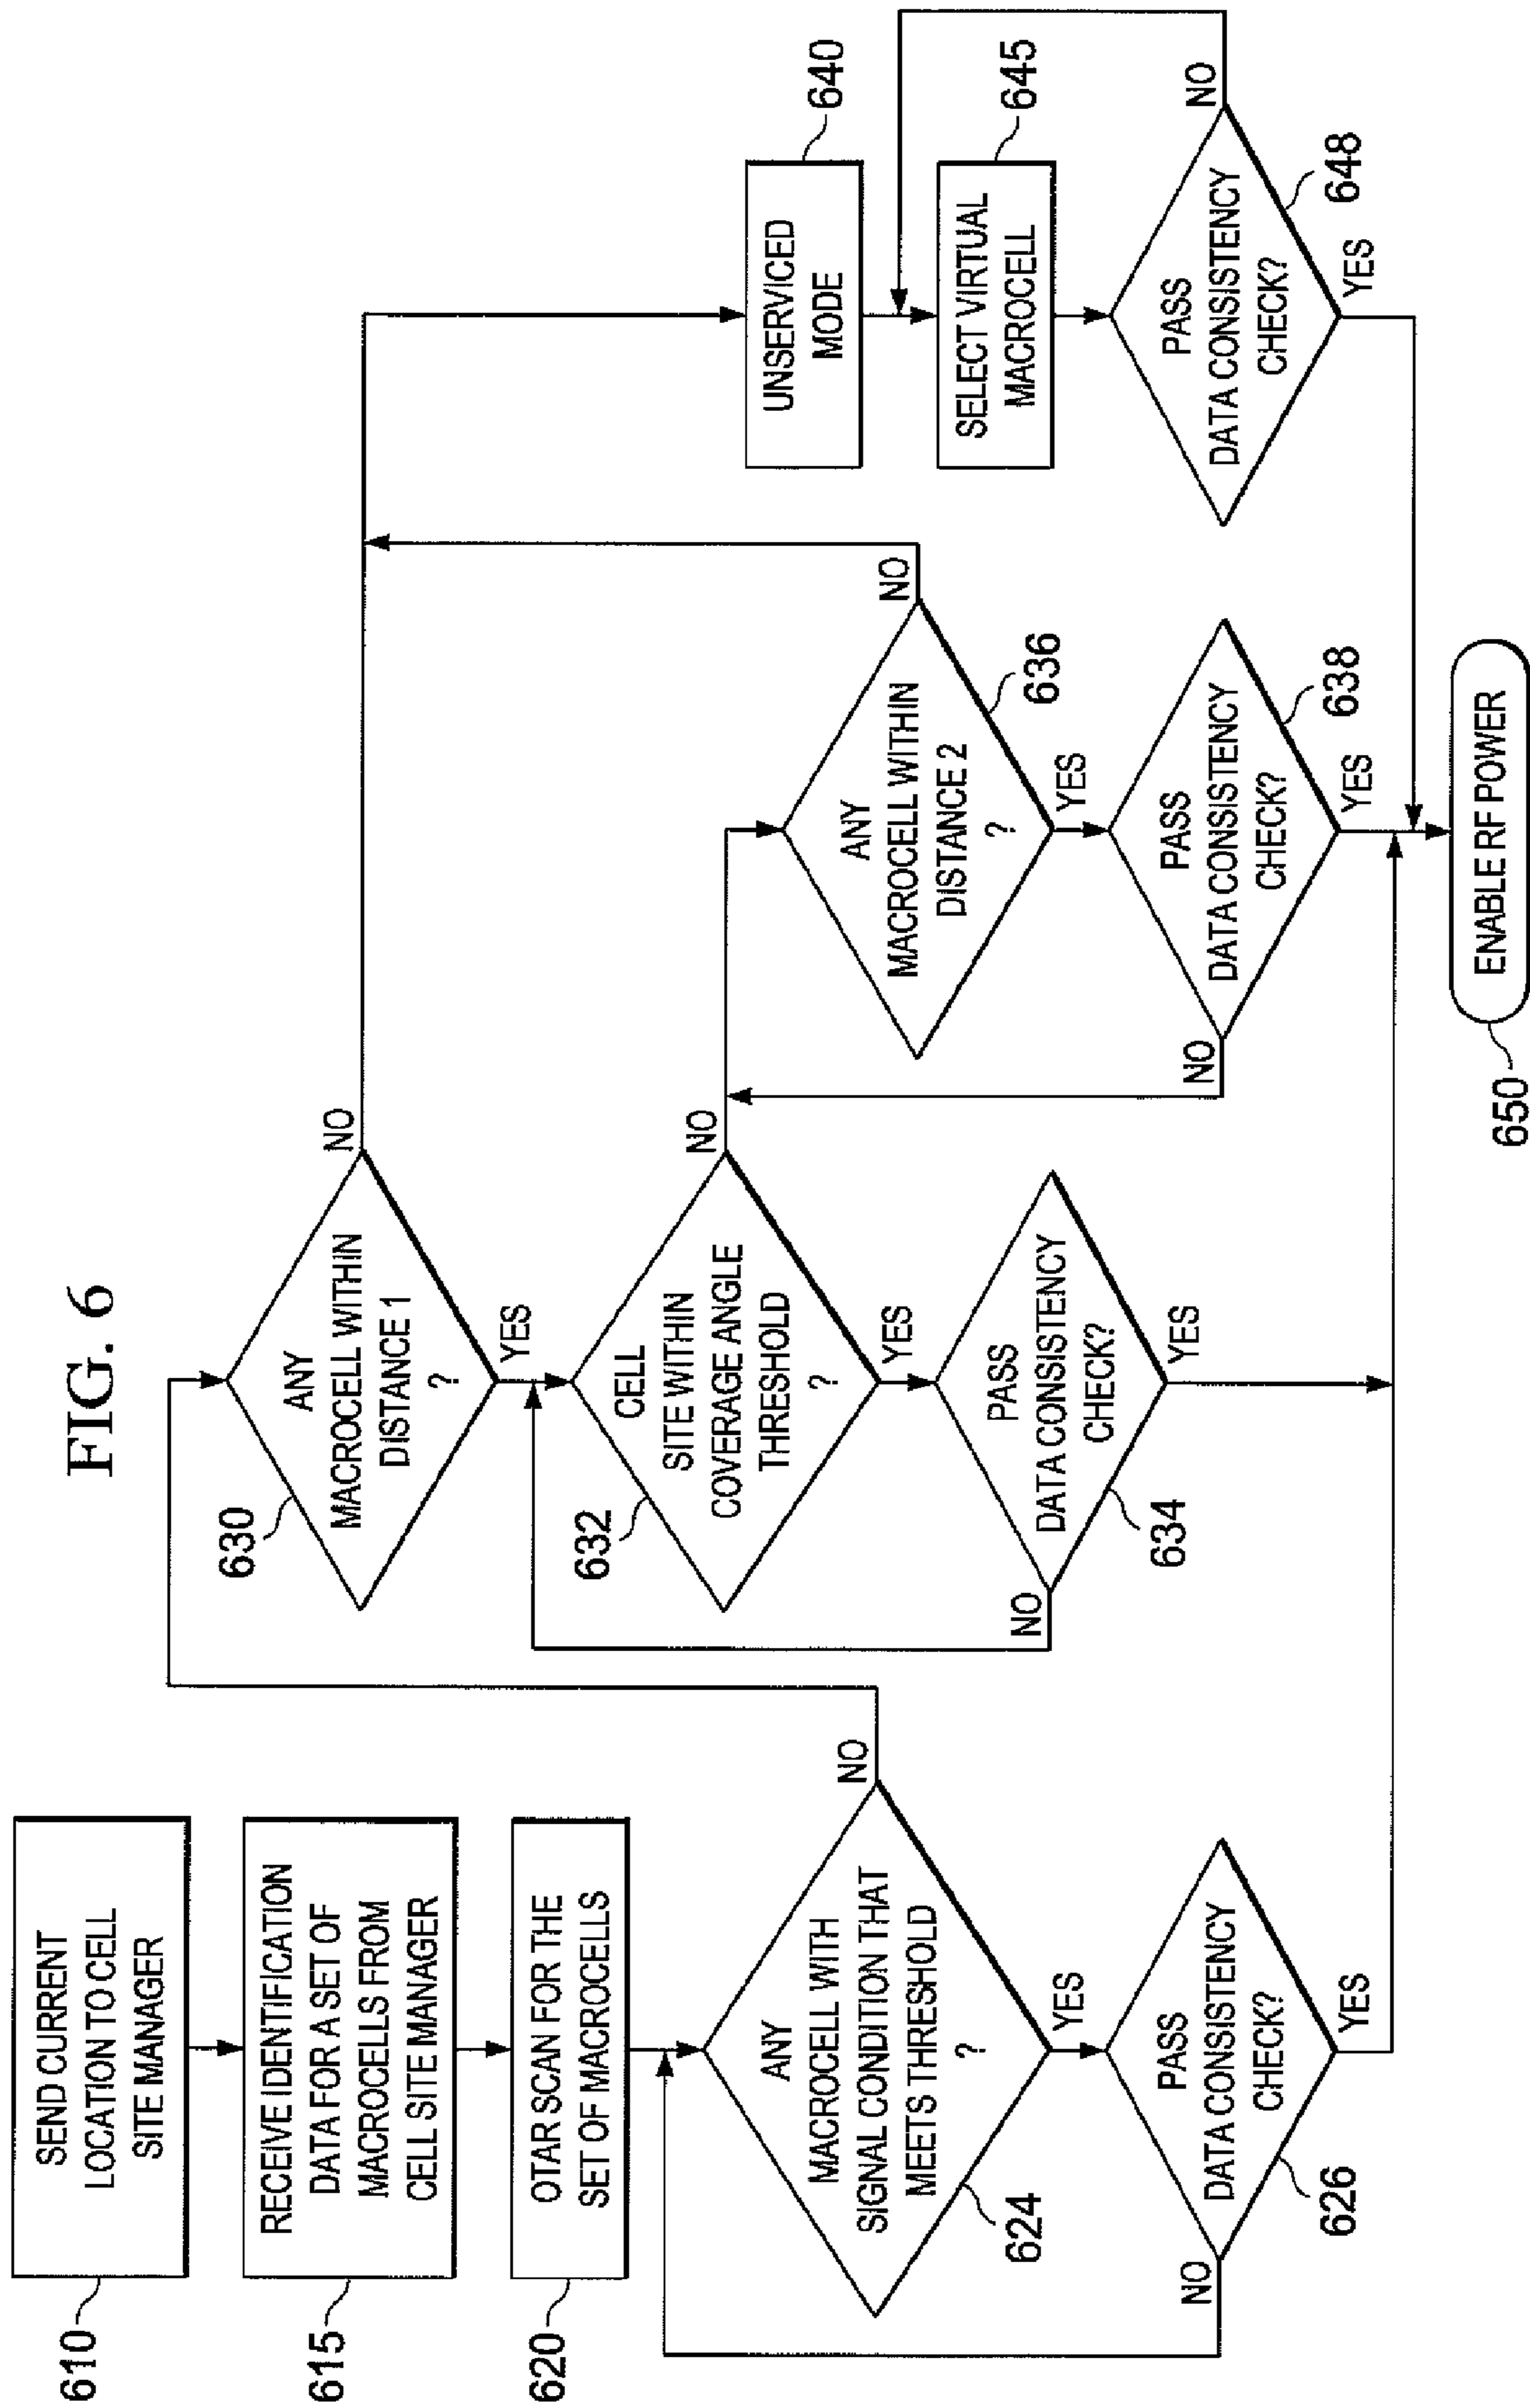 FIG. 6
SEND CURRENT
LOCATION TO CELL
SITE MANAGER
610
RECEIVE IDENTIFICATION
DATA FOR A SET OF
MACROCELLS FROM
CELL SITE MANAGER
615
OTAR SCAN FOR THE
SET OF MACROCELLS
620
ANY
MACROCELL WITH
SIGNAL CONDITION THAT
MEETS THRESHOLD
?
624
NO
YES
PASS
DATA CONSISTENCY
CHECK?
626
NO
YES
ANY
MACROCELL WITHIN
DISTANCE 1
?
630
NO
YES
CELL
SITE WITHIN
COVERAGE ANGLE
THRESHOLD
?
632
NO
YES
PASS
DATA CONSISTENCY
CHECK?
634
NO
YES
ANY
MACROCELL WITHIN
DISTANCE 2
?
636
NO
YES
PASS
DATA CONSISTENCY
CHECK?
638
NO
YES
UNSERVICED
MODE
640
SELECT VIRTUAL
MACROCELL
645
PASS
DATA CONSISTENCY
CHECK?
648
NO
YES
ENABLE RF POWER
650